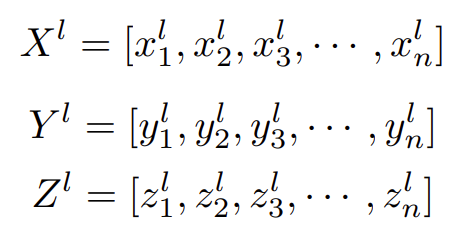 X^l = [x_1^l, x_2^l, x_3^l, ⋯ , x_n^l]
Y^l = [y_1^l, y_2^l, y_3^l, ⋯ , y_n^l]
Z^l = [z_1^l, z_2^l, z_3^l, ⋯ , z_n^l]